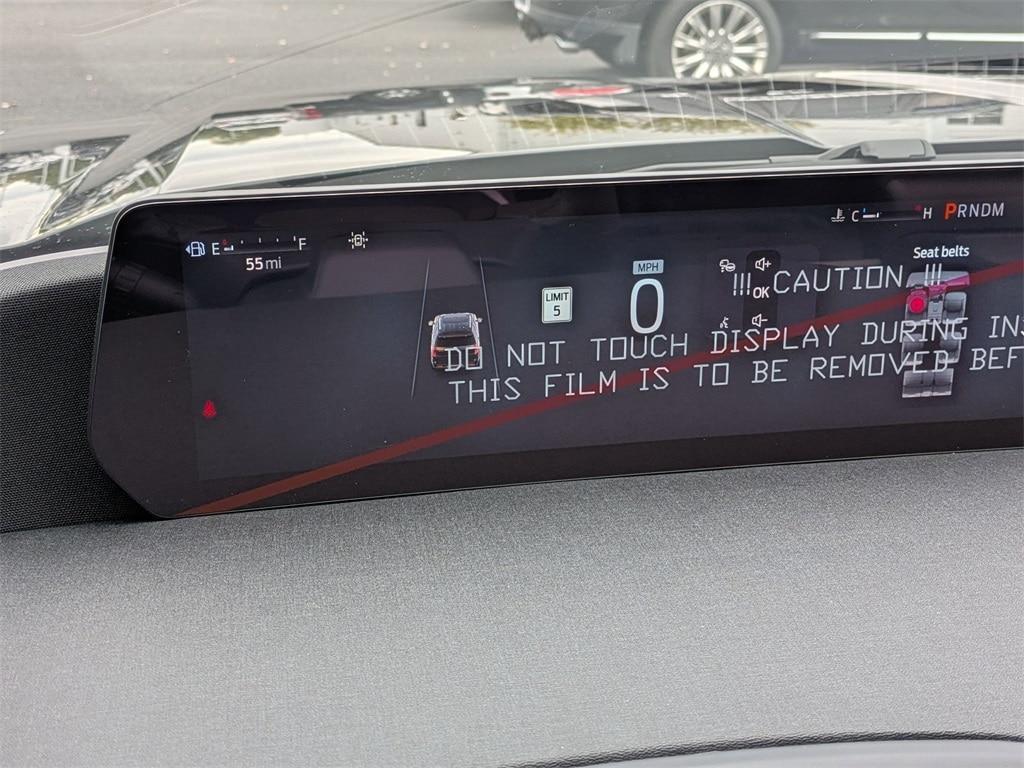 C H PRNDM
E F
55 mi
Seat belts
MPH
0
LIMIT
5
OK
!!! CAUTION !!!
DO NOT TOUCH DISPLAY DURING
THIS FILM IS TO BE REMOVED